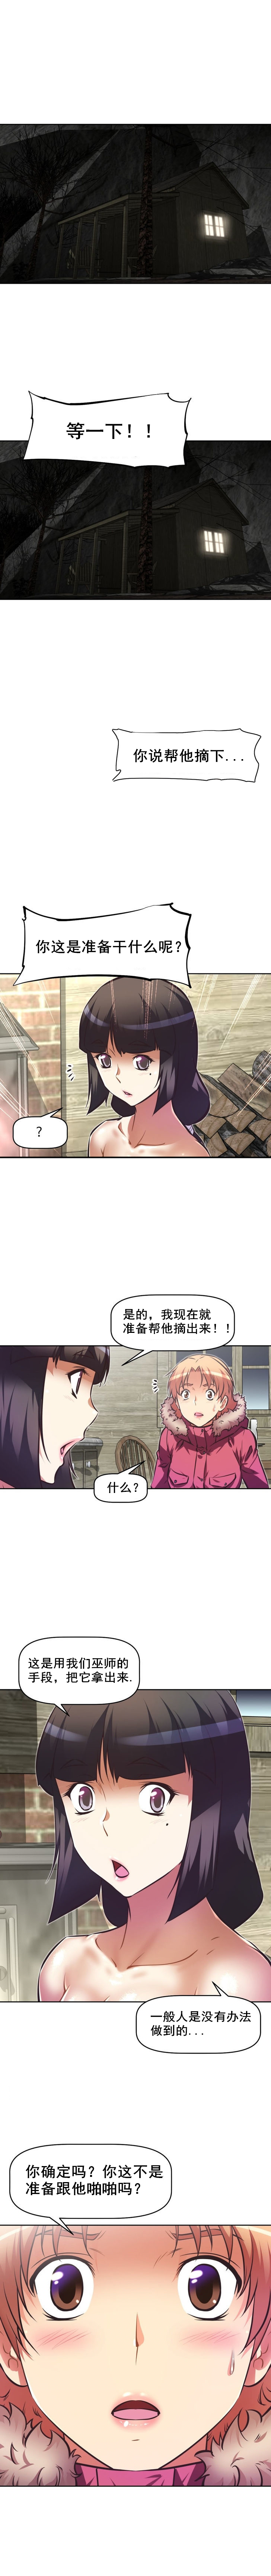 等一下！！
你说帮他摘下...
你这是准备干什么呢？
？
是的，我现在就
准备帮他摘出来！！
什么？
这是用我们巫师的
手段，把它拿出来.
一般人是没有办法
做到的...
你确定吗？你这不是
准备跟他啪啪吗？